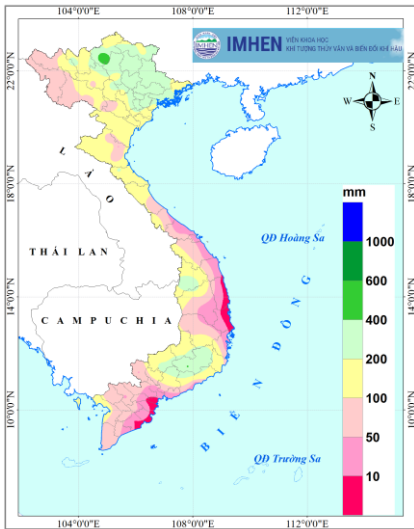 104°0'0"E 108°0'0"E 112°0'0"E
IMHEN
VIỆN KHOA HỌC
KHÍ TƯỢNG THỦY VĂN VÀ BIẾN ĐỔI KHÍ HẬU
22°0'0"N
18°0'0"N
14°0'0"N
10°0'0"N
N
W E
S
LÀO
THÁI LAN
CAMPUCHIA
QĐ Hoàng Sa
BIỂN ĐÔNG
QĐ Trường Sa
mm
1000
600
400
200
100
50
10
104°0'0"E 108°0'0"E 112°0'0"E